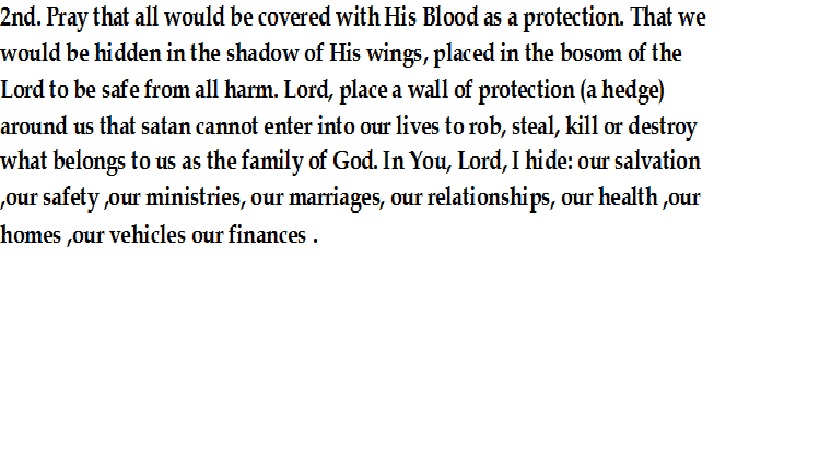 2nd. Pray that all would be covered with His Blood as a protection. That we
would be hidden in the shadow of His wings, placed in the bosom of the
Lord to be safe from all harm. Lord, place a wall of protection (a hedge)
around us that satan cannot enter into our lives to rob, steal, kill or destroy
what belongs to us as the family of God. In You, Lord, I hide: our salvation
,our safety ,our ministries, our marriages, our relationships, our health ,our
homes ,our vehicles our finances .